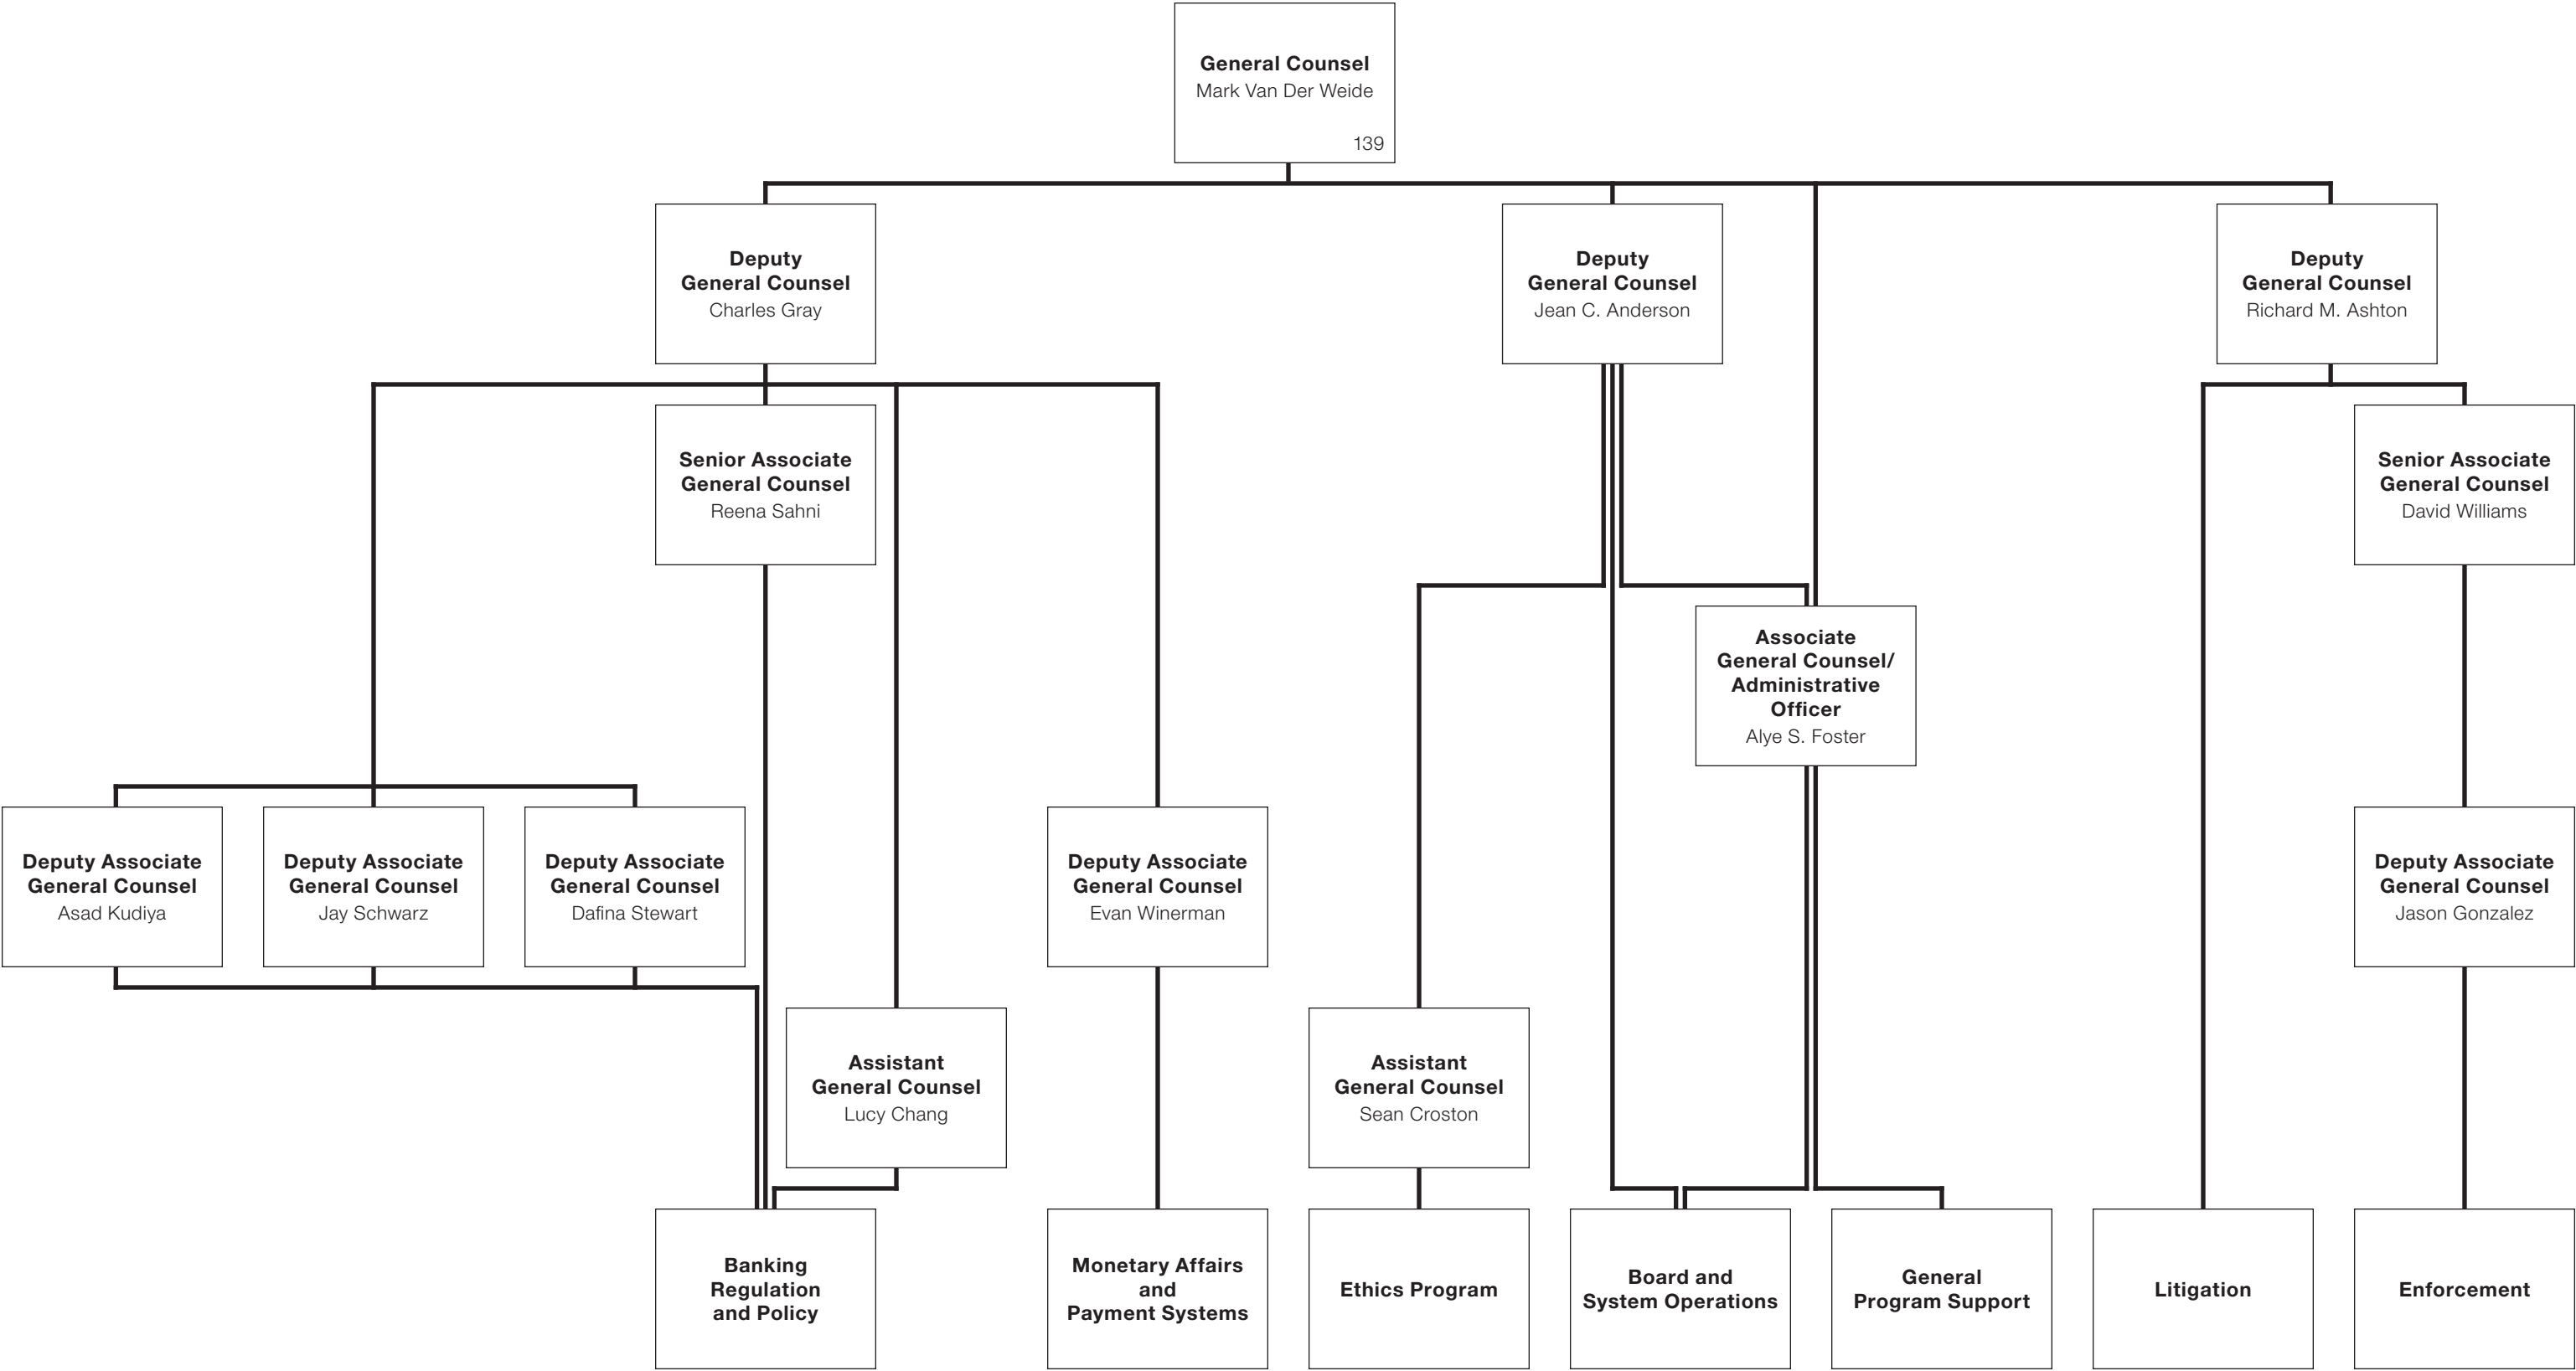 General Counsel
Mark Van Der Weide
139
Deputy
General Counsel
Charles Gray
Deputy
General Counsel
Jean C. Anderson
Deputy
General Counsel
Richard M. Ashton
Senior Associate
General Counsel
Reena Sahni
Senior Associate
General Counsel
David Williams
Associate
General Counsel/
Administrative
Officer
Alye S. Foster
Deputy Associate
General Counsel
Asad Kudiya
Deputy Associate
General Counsel
Jay Schwarz
Deputy Associate
General Counsel
Dafina Stewart
Deputy Associate
General Counsel
Evan Winerman
Deputy Associate
General Counsel
Jason Gonzalez
Assistant
General Counsel
Lucy Chang
Assistant
General Counsel
Sean Croston
Banking
Regulation
and Policy
Monetary Affairs
and
Payment Systems
Ethics Program
Board and
System Operations
General
Program Support
Litigation
Enforcement